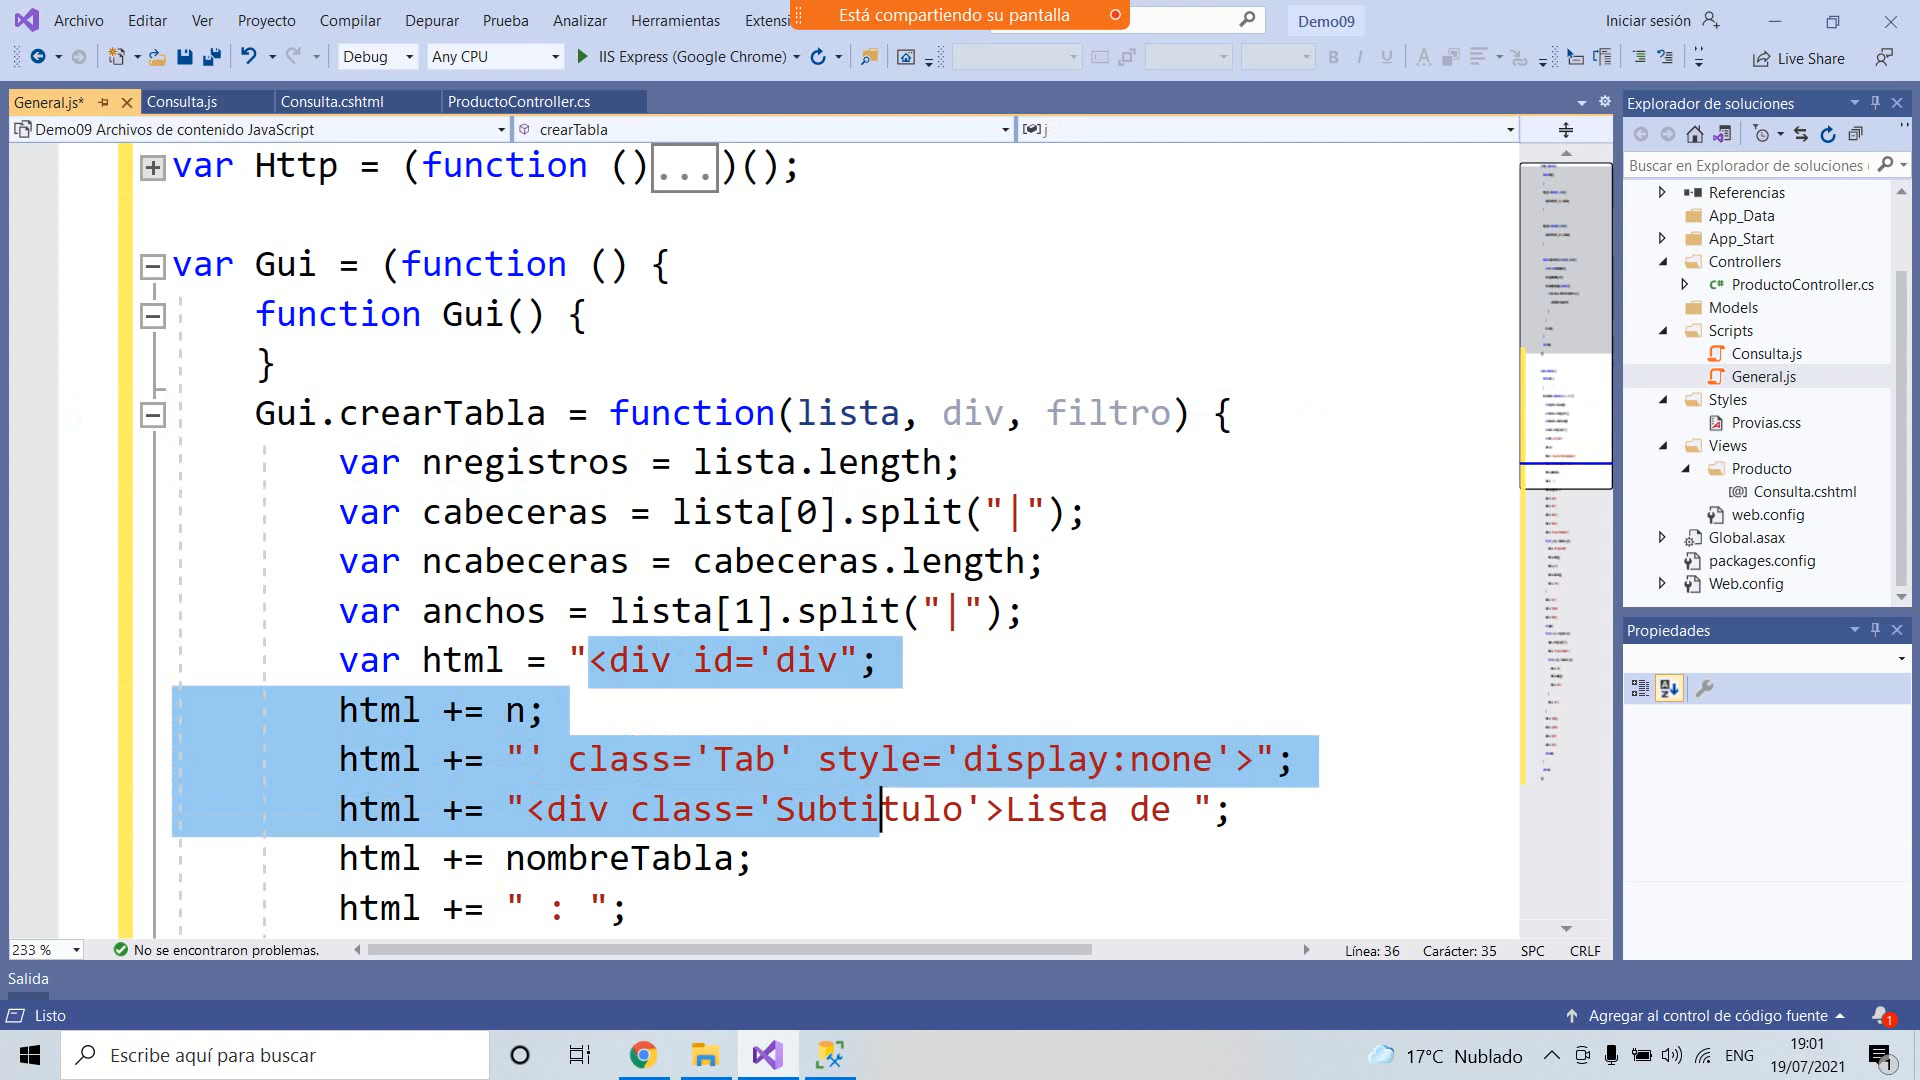 Archivo Editar Ver Proyecto Compilar Depurar Prueba Analizar Herramientas Extensi
Está compartiendo su pantalla
Demo09
Iniciar sesión
Debug Any CPU IIS Express (Google Chrome)
Live Share
General.js* Consulta.js Consulta.cshtml ProductoController.cs
Demo09 Archivos de contenido JavaScript crearTabla j
var Http = (function ()...)();
var Gui = (function () {
function Gui() {
}
Gui.crearTabla = function(lista, div, filtro) {
var nregistros = lista.length;
var cabeceras = lista[0].split("|");
var ncabeceras = cabeceras.length;
var anchos = lista[1].split("|");
var html = "<div id='div";
html += n;
html += "' class='Tab' style='display:none'>";
html += "<div class='Subtitulo'>Lista de ";
html += nombreTabla;
html += " : ";
233 % No se encontraron problemas. Línea: 36 Carácter: 35 SPC CRLF
Explorador de soluciones
Buscar en Explorador de soluciones
Referencias
App_Data
App_Start
Controllers
C# ProductoController.cs
Models
Scripts
Consulta.js
General.js
Styles
Provias.css
Views
Producto
[@] Consulta.cshtml
web.config
Global.asax
packages.config
Web.config
Propiedades
Salida
Listo
Agregar al control de código fuente
1
Escribe aquí para buscar
17°C Nublado
ENG
19:01
19/07/2021
1